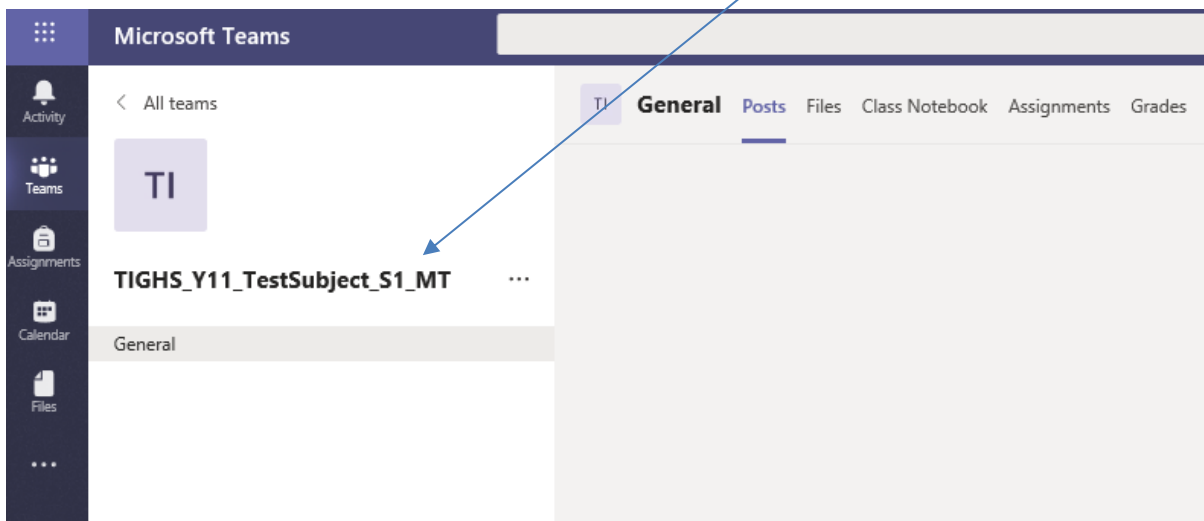 Microsoft Teams
Activity
Teams
Assignments
Calendar
Files
...
< All teams
TI
TIGHS_Y11_TestSubject_S1_MT ...
General
TI General Posts Files Class Notebook Assignments Grades